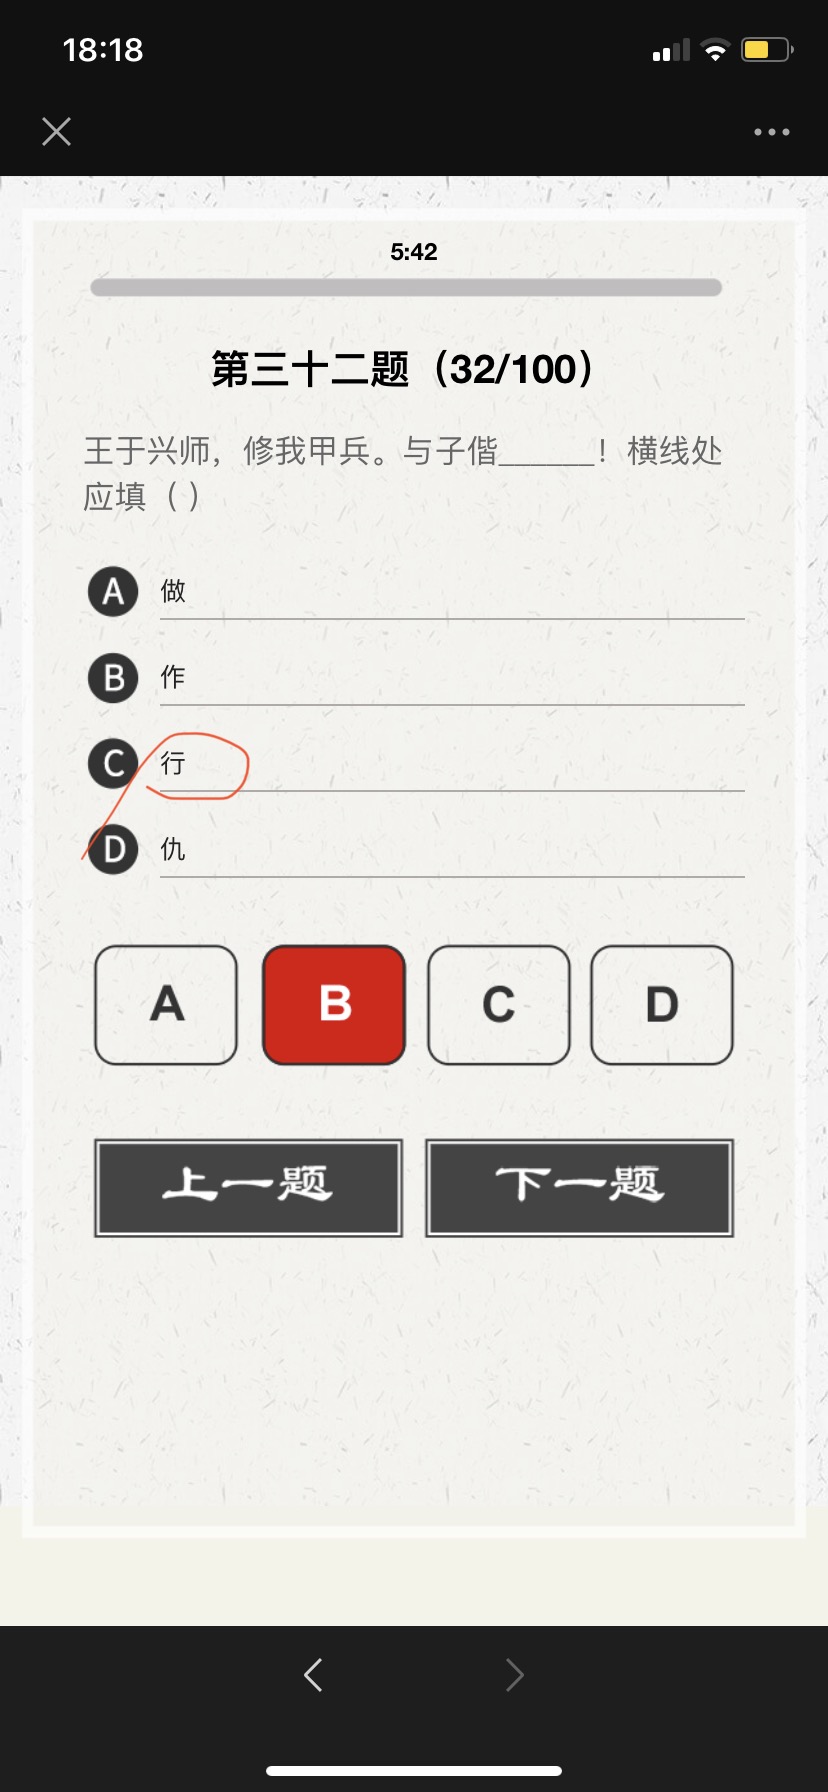 18:18
5:42
第三十二题（32/100）
王于兴师，修我甲兵。与子偕______！横线处
应填（ ）
A 做
B 作
C 行
D 仇
A B C D
上一题 下一题